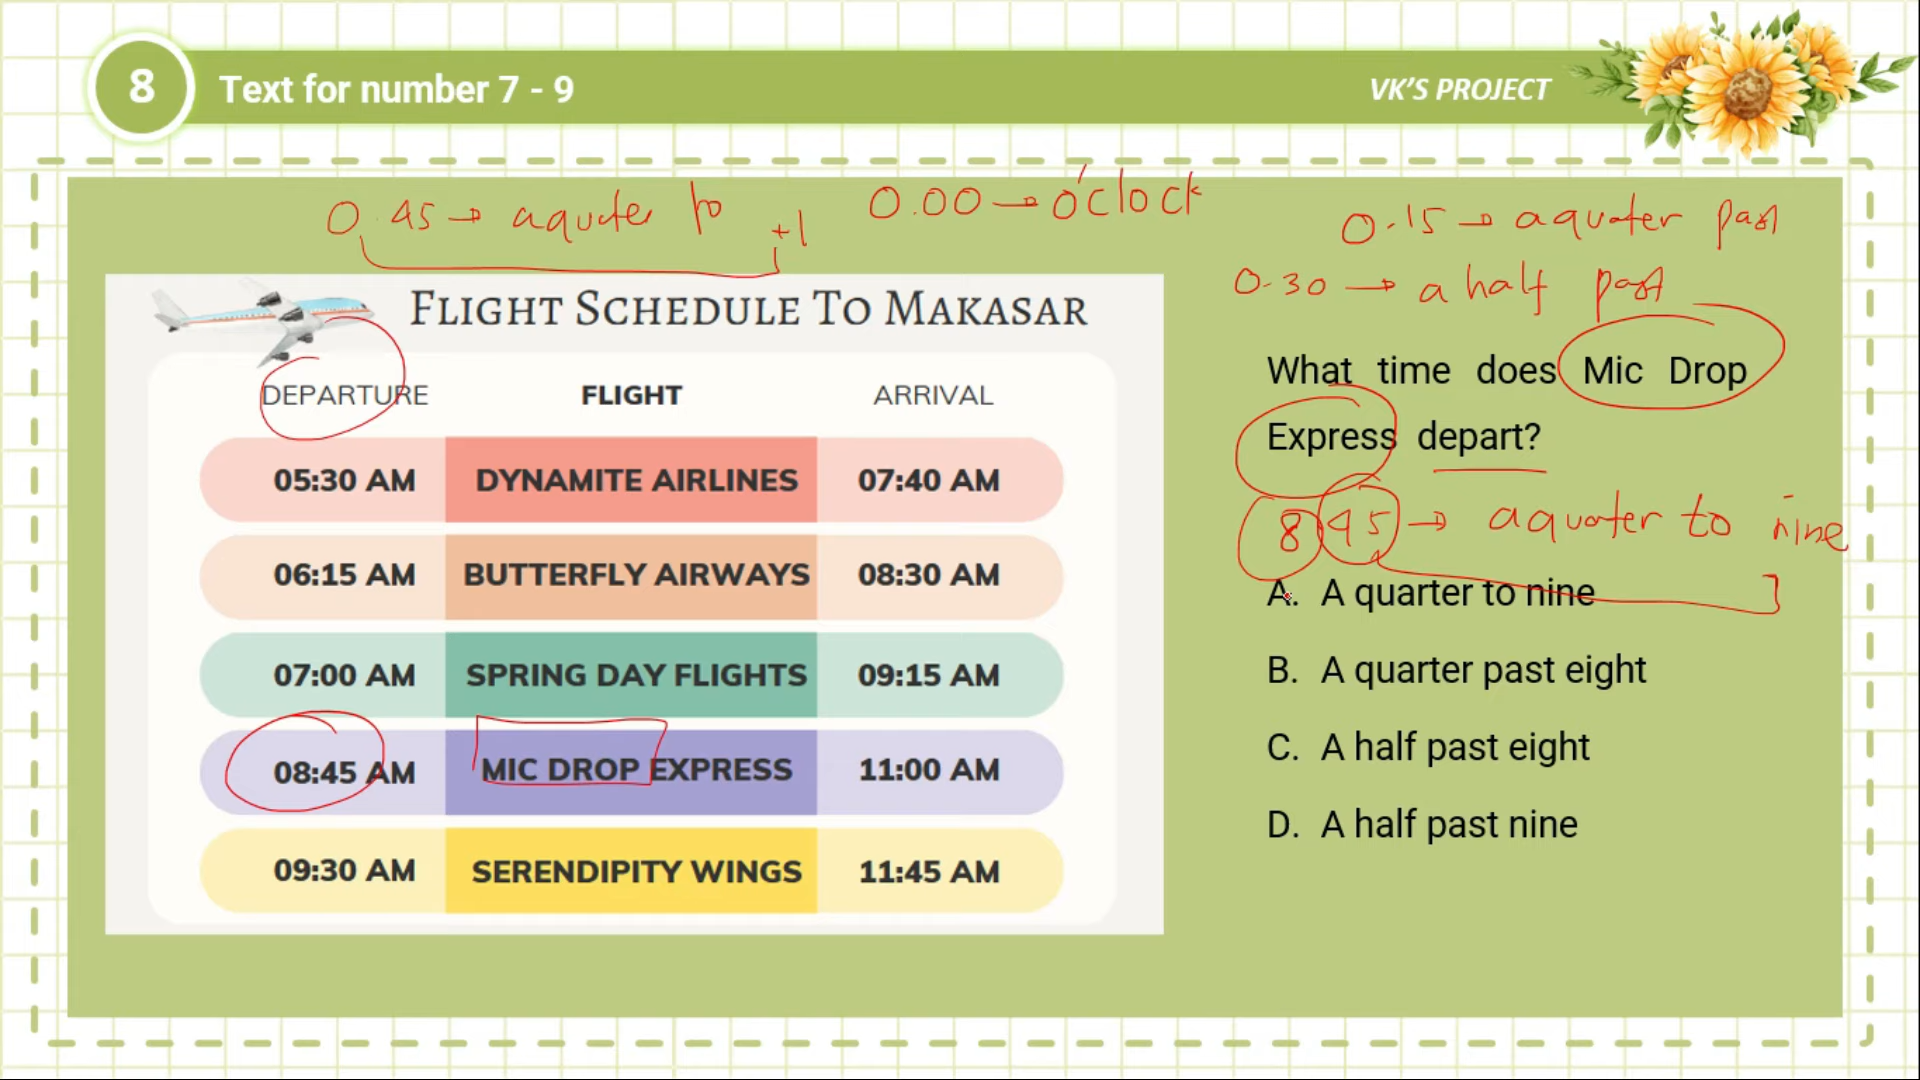 8 Text for number 7 - 9 VK'S PROJECT
0.45 → a quater to +1
0.00 → o'clock
0.15 → a quater past
0.30 → a half past
FLIGHT SCHEDULE TO MAKASAR
DEPARTURE FLIGHT ARRIVAL
05:30 AM DYNAMITE AIRLINES 07:40 AM
06:15 AM BUTTERFLY AIRWAYS 08:30 AM
07:00 AM SPRING DAY FLIGHTS 09:15 AM
08:45 AM MIC DROP EXPRESS 11:00 AM
09:30 AM SERENDIPITY WINGS 11:45 AM
What time does Mic Drop
Express depart?
8 45 → a quater to nine
A. A quarter to nine
B. A quarter past eight
C. A half past eight
D. A half past nine